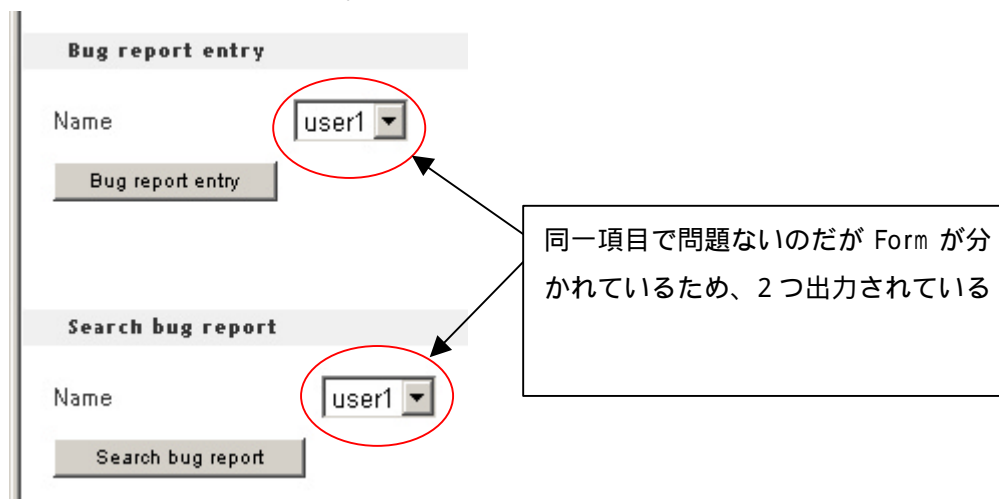 Bug report entry
Name
user1
Bug report entry
同一項目で問題ないのだが Form が分
かれているため、2つ出力されている
Search bug report
Name
user1
Search bug report